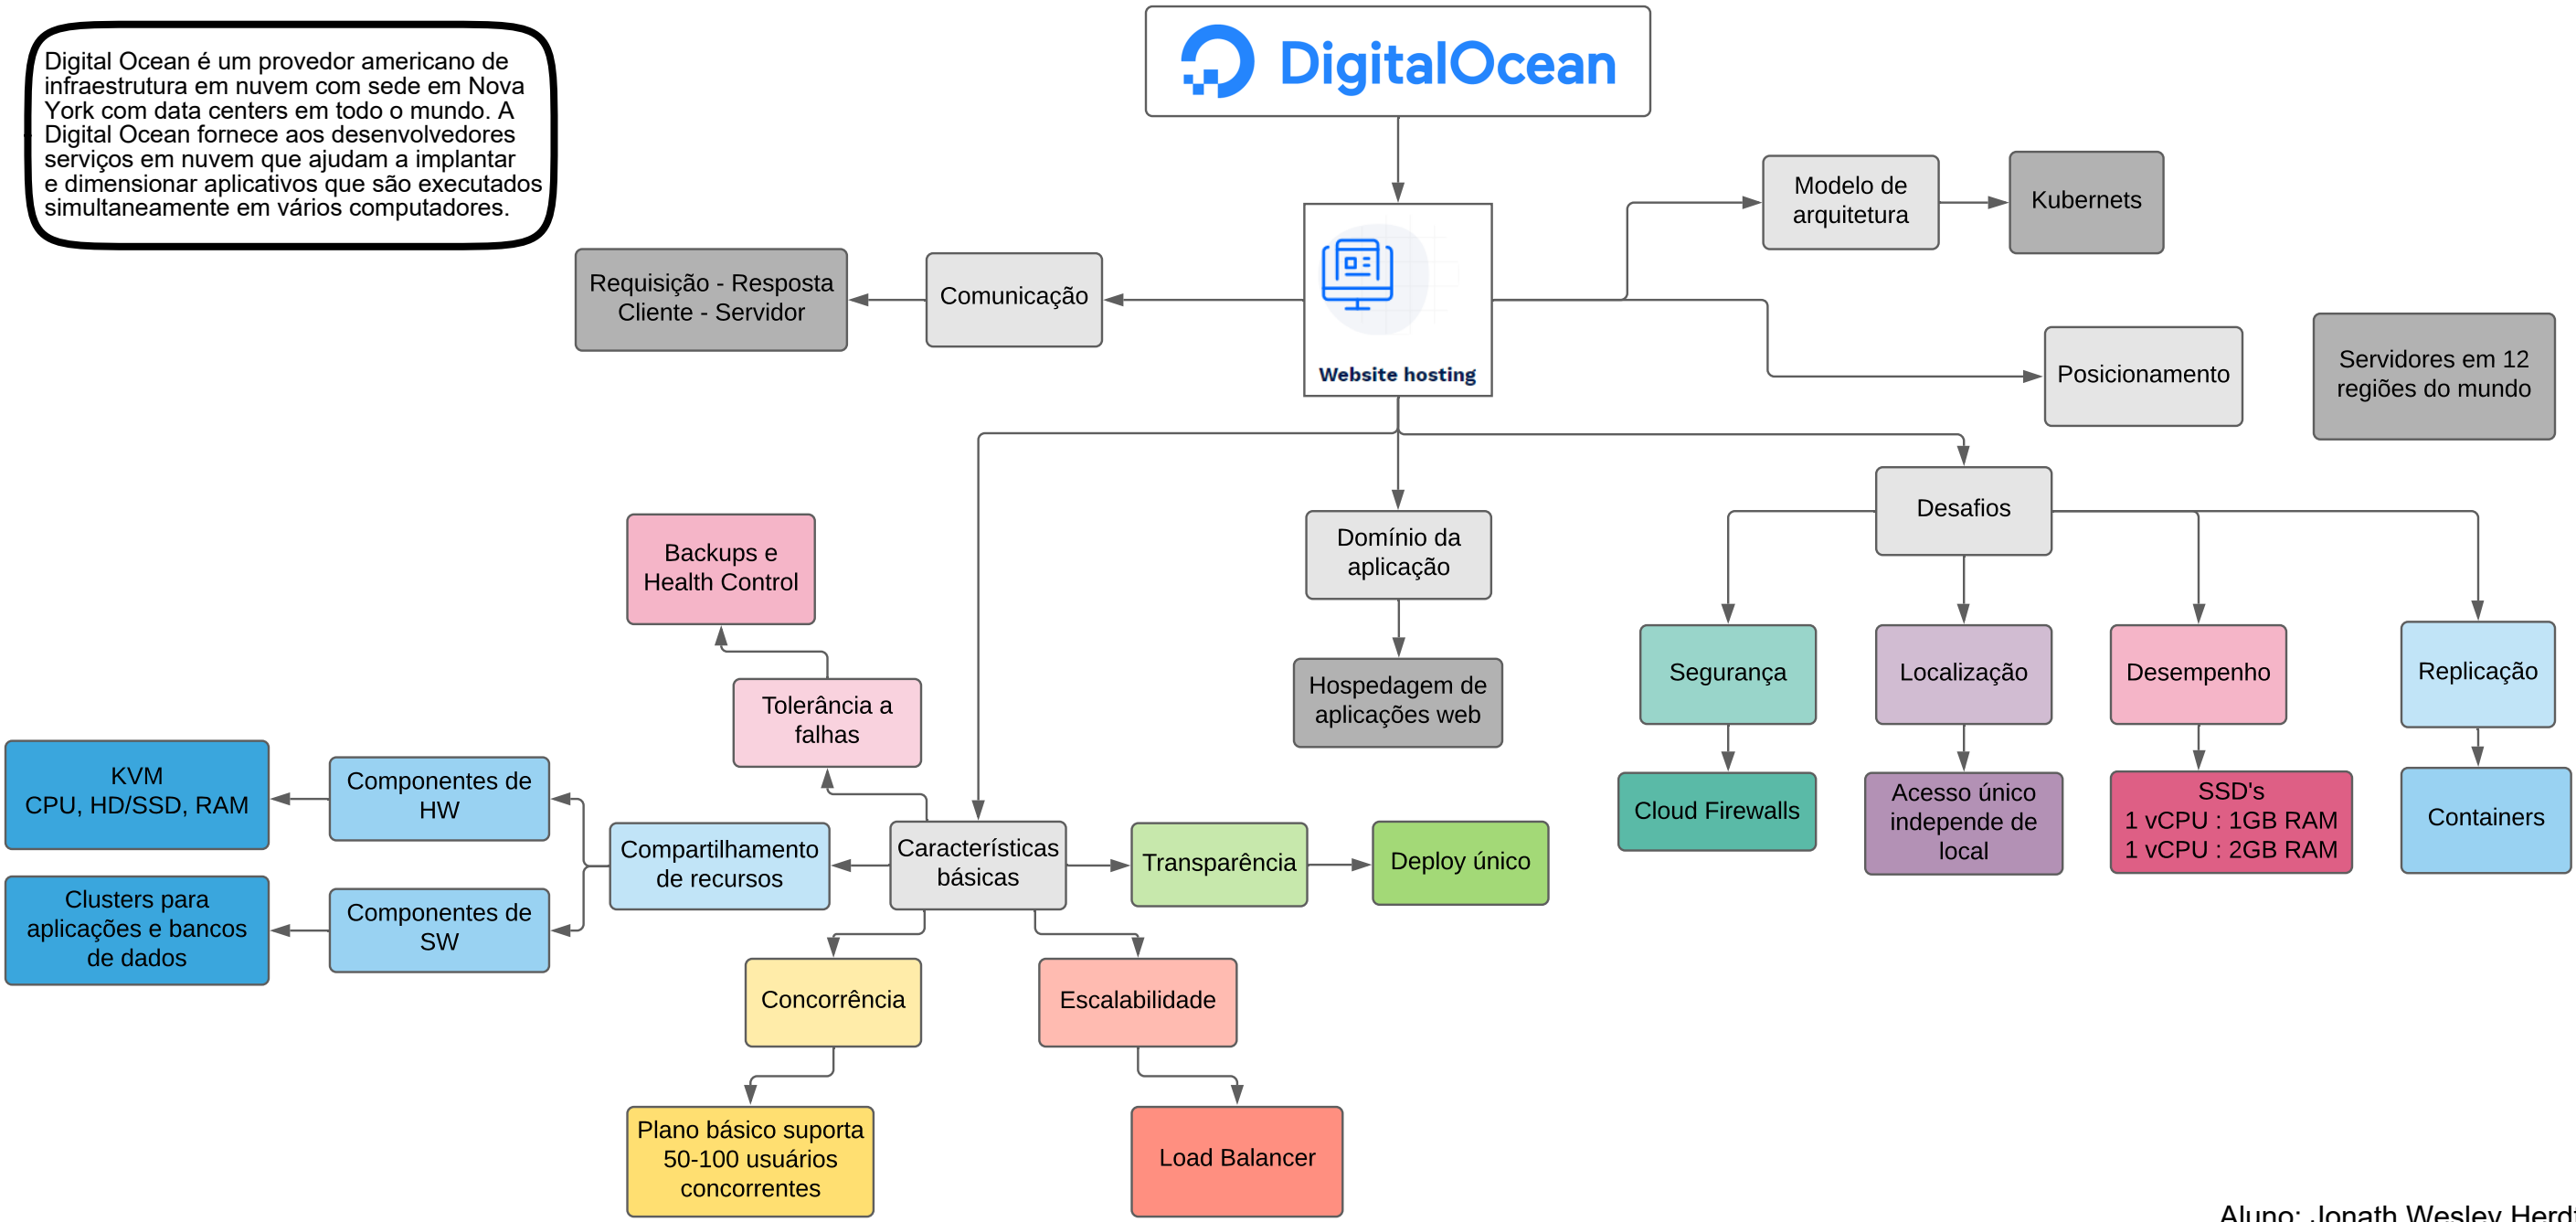 Digital Ocean é um provedor americano de
infraestrutura em nuvem com sede em Nova
York com data centers em todo o mundo. A
Digital Ocean fornece aos desenvolvedores
serviços em nuvem que ajudam a implantar
e dimensionar aplicativos que são executados
simultaneamente em vários computadores.
DigitalOcean
Modelo de
arquitetura
Kubernets
Requisição - Resposta
Cliente - Servidor
Comunicação
Website hosting
Posicionamento
Servidores em 12
regiões do mundo
Backups e
Health Control
Domínio da
aplicação
Desafios
Tolerância a
falhas
Hospedagem de
aplicações web
Segurança
Localização
Desempenho
Replicação
KVM
CPU, HD/SSD, RAM
Componentes de
HW
Cloud Firewalls
Acesso único
independe de
local
SSD's
1 vCPU : 1GB RAM
1 vCPU : 2GB RAM
Containers
Compartilhamento
de recursos
Características
básicas
Transparência
Deploy único
Clusters para
aplicações e bancos
de dados
Componentes de
SW
Concorrência
Escalabilidade
Plano básico suporta
50-100 usuários
concorrentes
Load Balancer
Aluno: Jonath Wesley